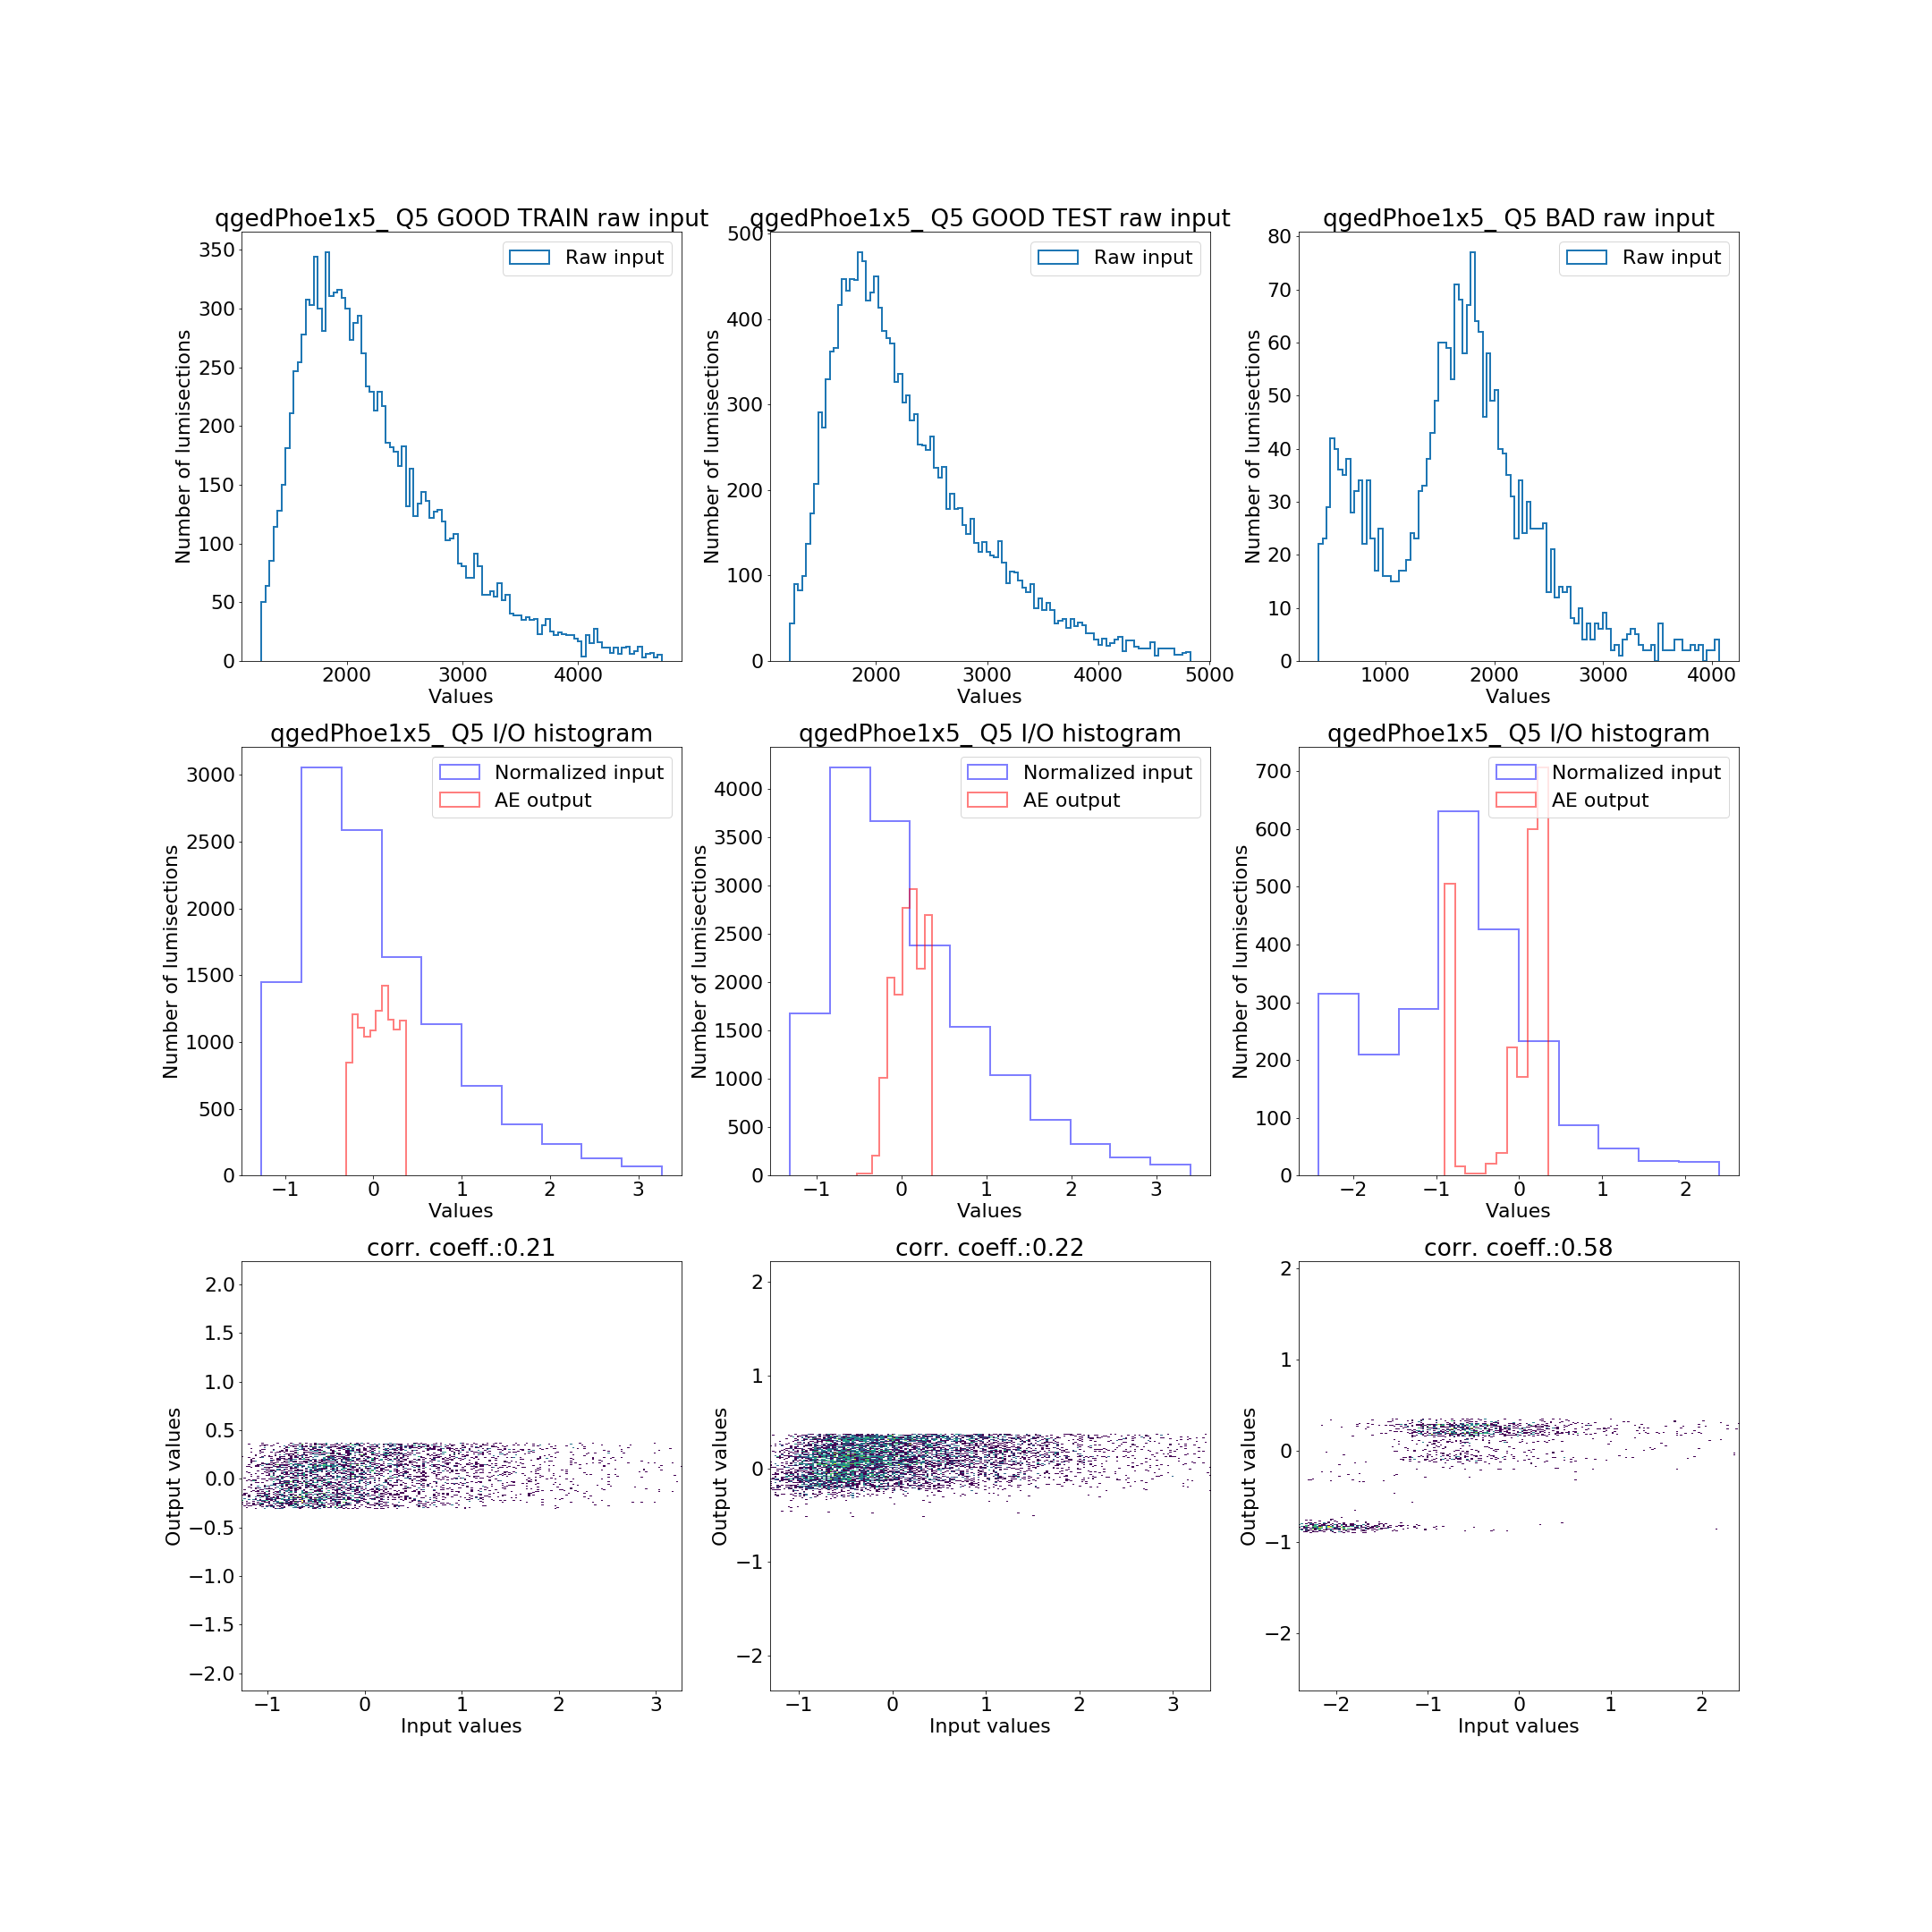 qgedPhoe1x5_ Q5 GOOD TRAIN raw input
Raw input
350
300
250
200
150
100
50
0
Number of lumisections
2000 3000 4000
Values
qgedPhoe1x5_ Q5 GOOD TEST raw input
Raw input
500
400
300
200
100
0
Number of lumisections
2000 3000 4000 5000
Values
qgedPhoe1x5_ Q5 BAD raw input
Raw input
80
70
60
50
40
30
20
10
0
Number of lumisections
1000 2000 3000 4000
Values
qgedPhoe1x5_ Q5 I/O histogram
Normalized input
AE output
3000
2500
2000
1500
1000
500
0
Number of lumisections
−1 0 1 2 3
Values
qgedPhoe1x5_ Q5 I/O histogram
Normalized input
AE output
4000
3500
3000
2500
2000
1500
1000
500
0
Number of lumisections
−1 0 1 2 3
Values
qgedPhoe1x5_ Q5 I/O histogram
Normalized input
AE output
700
600
500
400
300
200
100
0
Number of lumisections
−2 −1 0 1 2
Values
corr. coeff.:0.21
2.0
1.5
1.0
0.5
0.0
−0.5
−1.0
−1.5
−2.0
Output values
−1 0 1 2 3
Input values
corr. coeff.:0.22
2
1
0
−1
−2
Output values
−1 0 1 2 3
Input values
corr. coeff.:0.58
2
1
0
−1
−2
Output values
−2 −1 0 1 2
Input values